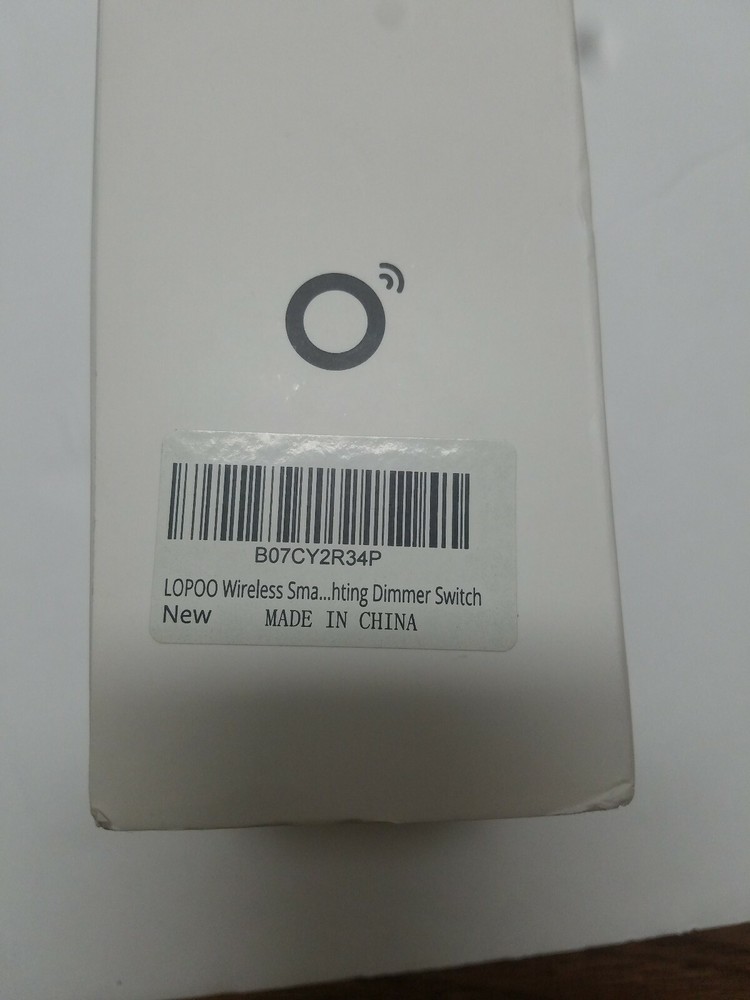 B07CY2R34P
LOPOO Wireless Sma...hting Dimmer Switch
New MADE IN CHINA